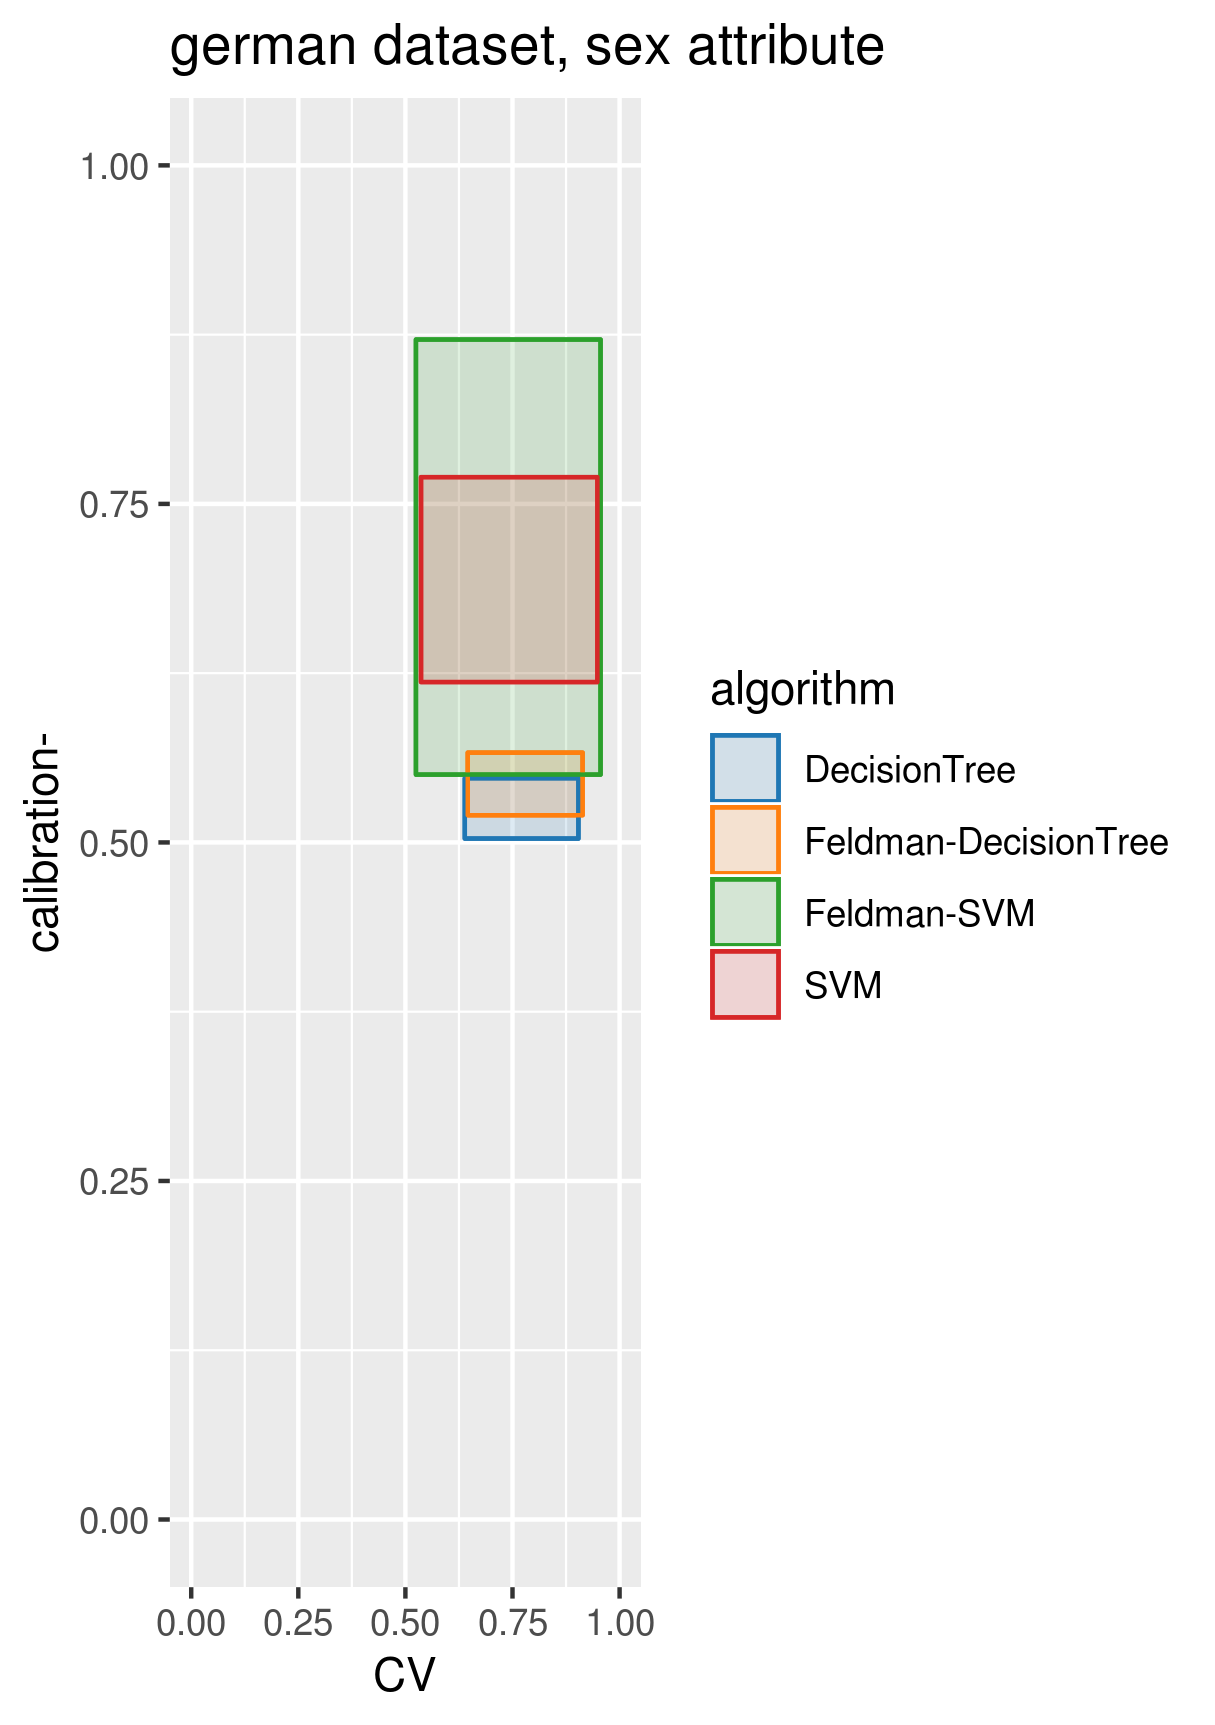 german dataset, sex attribute
1.00
0.75
0.50
0.25
0.00
calibration-
0.00 0.25 0.50 0.75 1.00
CV
algorithm
DecisionTree
Feldman-DecisionTree
Feldman-SVM
SVM